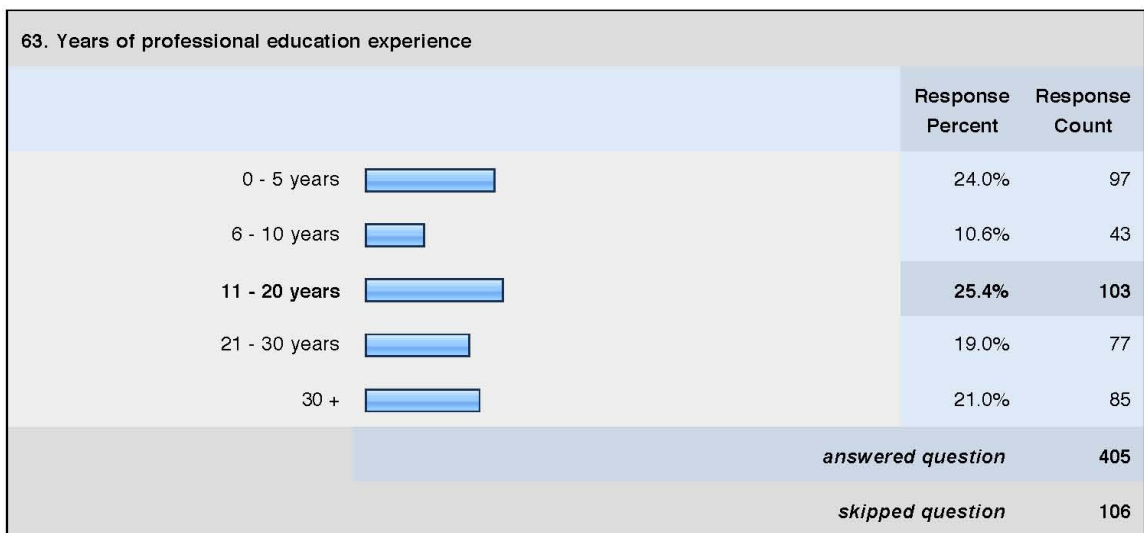 63. Years of professional education experience
Response Percent
Response Count
0 - 5 years 24.0% 97
6 - 10 years 10.6% 43
11 - 20 years 25.4% 103
21 - 30 years 19.0% 77
30 + 21.0% 85
answered question 405
skipped question 106